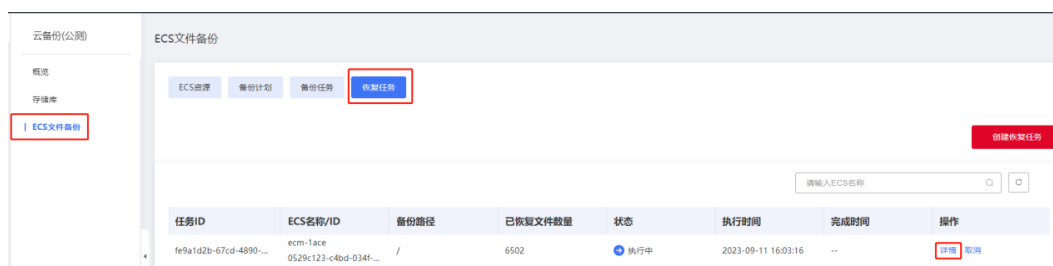 云备份(公测)
ECS文件备份
概览
存储库
ECS文件备份
ECS资源 备份计划 备份任务 恢复任务
创建恢复任务
请输入ECS名称
任务ID ECS名称/ID 备份路径 已恢复文件数量 状态 执行时间 完成时间 操作
fe9a1d2b-67cd-4890-... ecm-1ace / 6502 执行中 2023-09-11 16:03:16 -- 详情 取消
0529c123-c4bd-034f-...